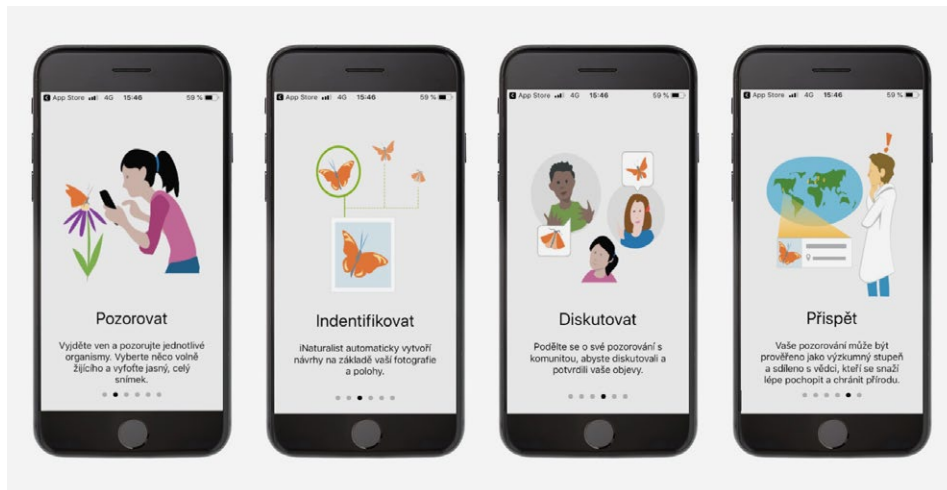 App Store 4G 15:46 59 %
Pozorovat
Vyjděte ven a pozorujte jednotlivé
organismy. Vyberte něco volně
žijícího a vyfoťte jasný, celý
snímek.
App Store 4G 15:46 59 %
Indentifikovat
iNaturalist automaticky vytvoří
návrhy na základě vaší fotografie
a polohy.
App Store 4G 15:46 59 %
Diskutovat
Podělte se o své pozorování s
komunitou, abyste diskutovali a
potvrdili vaše objevy.
App Store 4G 15:46 59 %
Přispět
Vaše pozorování může být
prověřeno jako výzkumný stupeň
a sdíleno s vědci, kteří se snaží
lépe pochopit a chránit přírodu.